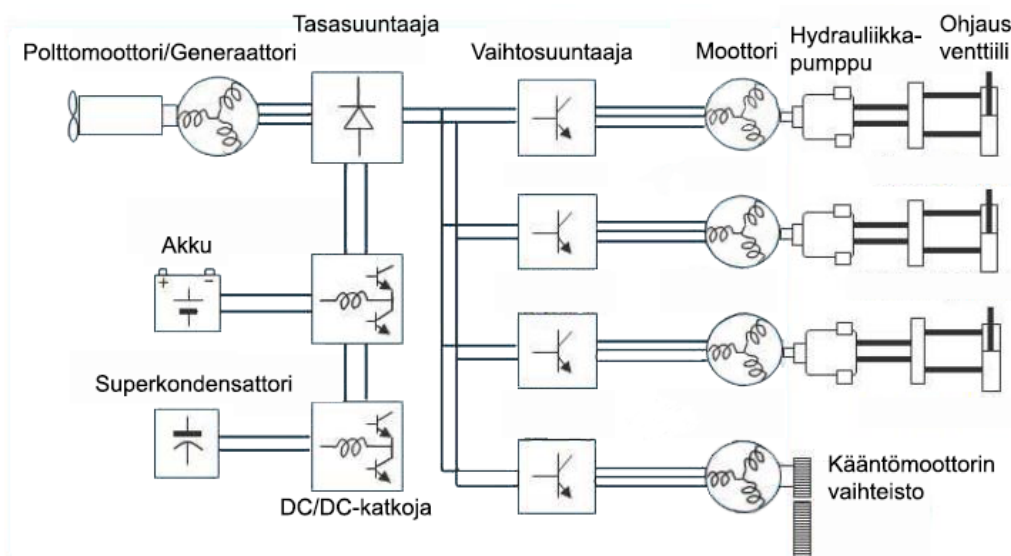 Tasasuuntaaja
Polttomoottori/Generaattori
Vaihtosuuntaaja
Moottori
Hydrauliikka-
pumppu
Ohjaus
venttiili
Akku
+ −
Superkondensattori
DC/DC-katkoja
Kääntömoottorin
vaihteisto